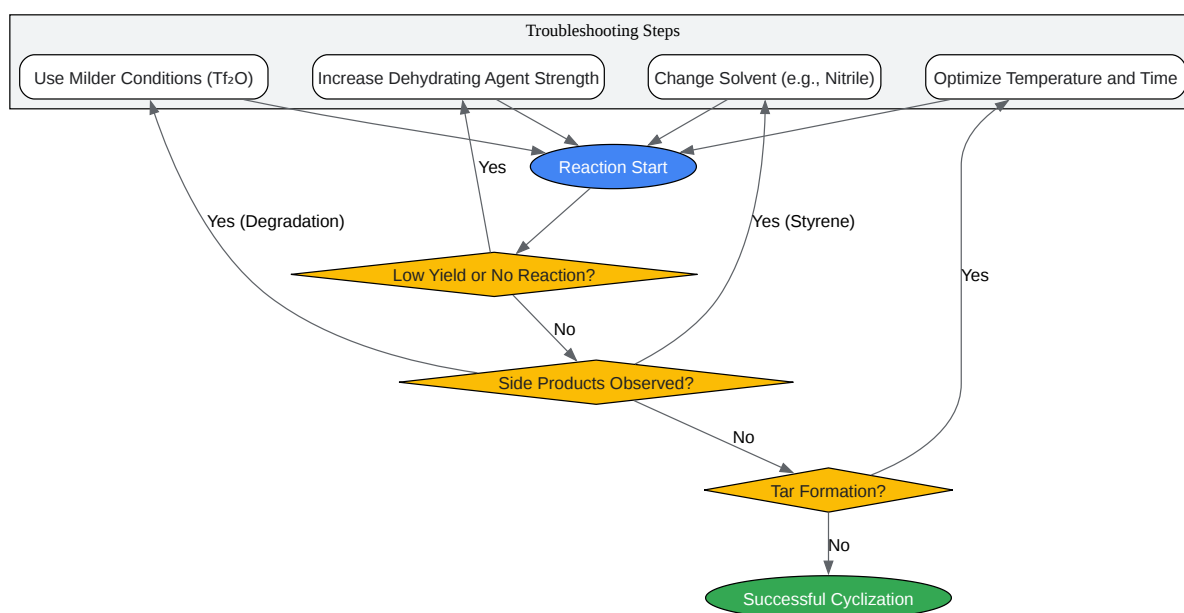 Troubleshooting Steps
Use Milder Conditions (Tf₂O)
Increase Dehydrating Agent Strength
Change Solvent (e.g., Nitrile)
Optimize Temperature and Time
Reaction Start
Yes
Yes (Degradation)
Yes (Styrene)
Low Yield or No Reaction?
Yes
No
Side Products Observed?
No
Tar Formation?
No
Successful Cyclization